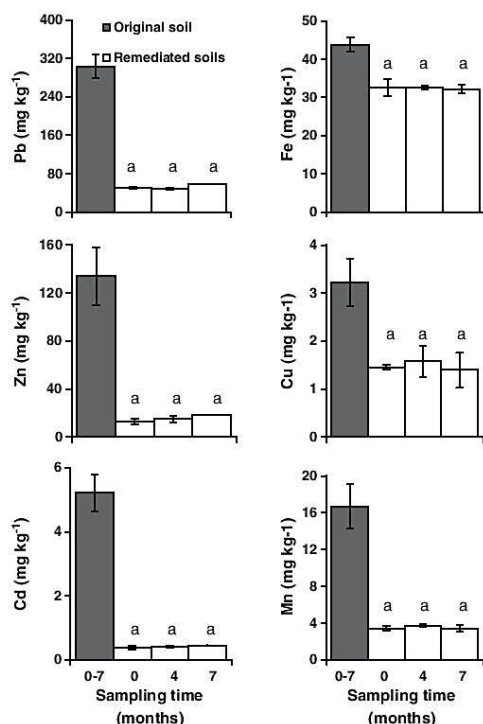 Original soil
Remediated soils
Pb (mg kg-1)
400
320
240
160
80
0
a a a
Fe (mg kg-1)
50
40
30
20
10
0
a a a
Zn (mg kg-1)
160
120
80
40
0
a a a
Cu (mg kg-1)
4
3
2
1
0
a a a
Cd (mg kg-1)
6
4
2
0
a a a
0-7 0 4 7
Sampling time
(months)
Mn (mg kg-1)
20
16
12
8
4
0
a a a
0-7 0 4 7
Sampling time
(months)